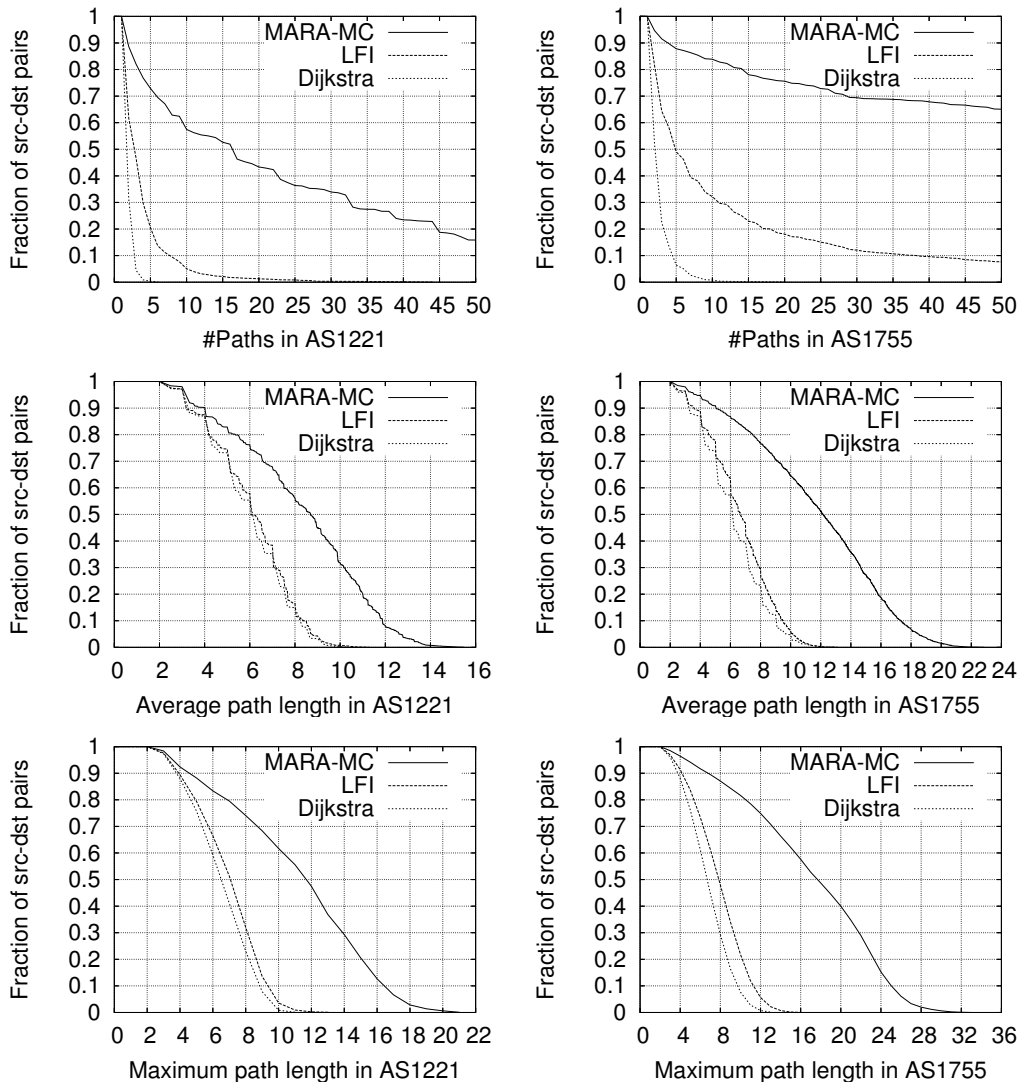 Fraction of src-dst pairs
1
0.9
0.8
0.7
0.6
0.5
0.4
0.3
0.2
0.1
0
MARA-MC
LFI
Dijkstra
0 5 10 15 20 25 30 35 40 45 50
#Paths in AS1221
Fraction of src-dst pairs
1
0.9
0.8
0.7
0.6
0.5
0.4
0.3
0.2
0.1
0
MARA-MC
LFI
Dijkstra
0 5 10 15 20 25 30 35 40 45 50
#Paths in AS1755
Fraction of src-dst pairs
1
0.9
0.8
0.7
0.6
0.5
0.4
0.3
0.2
0.1
0
MARA-MC
LFI
Dijkstra
0 2 4 6 8 10 12 14 16
Average path length in AS1221
Fraction of src-dst pairs
1
0.9
0.8
0.7
0.6
0.5
0.4
0.3
0.2
0.1
0
MARA-MC
LFI
Dijkstra
0 2 4 6 8 10 12 14 16 18 20 22 24
Average path length in AS1755
Fraction of src-dst pairs
1
0.9
0.8
0.7
0.6
0.5
0.4
0.3
0.2
0.1
0
MARA-MC
LFI
Dijkstra
0 2 4 6 8 10 12 14 16 18 20 22
Maximum path length in AS1221
Fraction of src-dst pairs
1
0.9
0.8
0.7
0.6
0.5
0.4
0.3
0.2
0.1
0
MARA-MC
LFI
Dijkstra
0 4 8 12 16 20 24 28 32 36
Maximum path length in AS1755